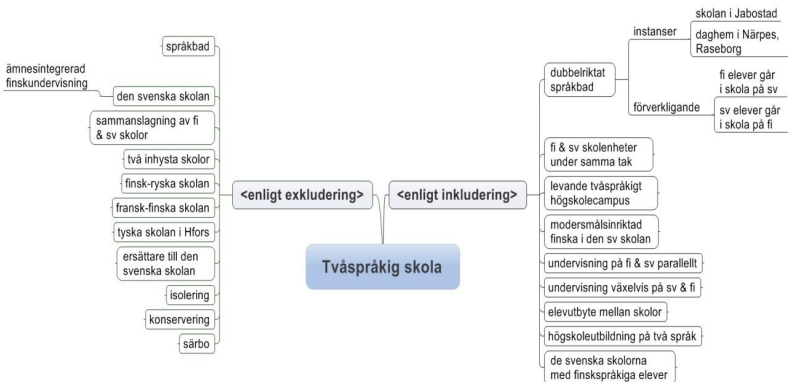 språkbad
ämnesintegrerad
finskundervisning
den svenska skolan
sammanslagning av fi
& sv skolor
två inhysta skolor
finsk-ryska skolan
fransk-finska skolan
tyska skolan i Hfors
ersättare till den
svenska skolan
isolering
konservering
särbo
<enligt exkludering>
<enligt inkludering>
Tvåspråkig skola
dubbelriktat
språkbad
instanser
skolan i Jabostad
daghem i Närpes,
Raseborg
förverkligande
fi elever går
i skola på sv
sv elever går
i skola på fi
fi & sv skolenheter
under samma tak
levande tvåspråkigt
högskolecampus
modersmålsinriktad
finska i den sv skolan
undervisning på fi & sv parallellt
undervisning växelvis på sv & fi
elevutbyte mellan skolor
högskoleutbildning på två språk
de svenska skolorna
med finskspråkiga elever